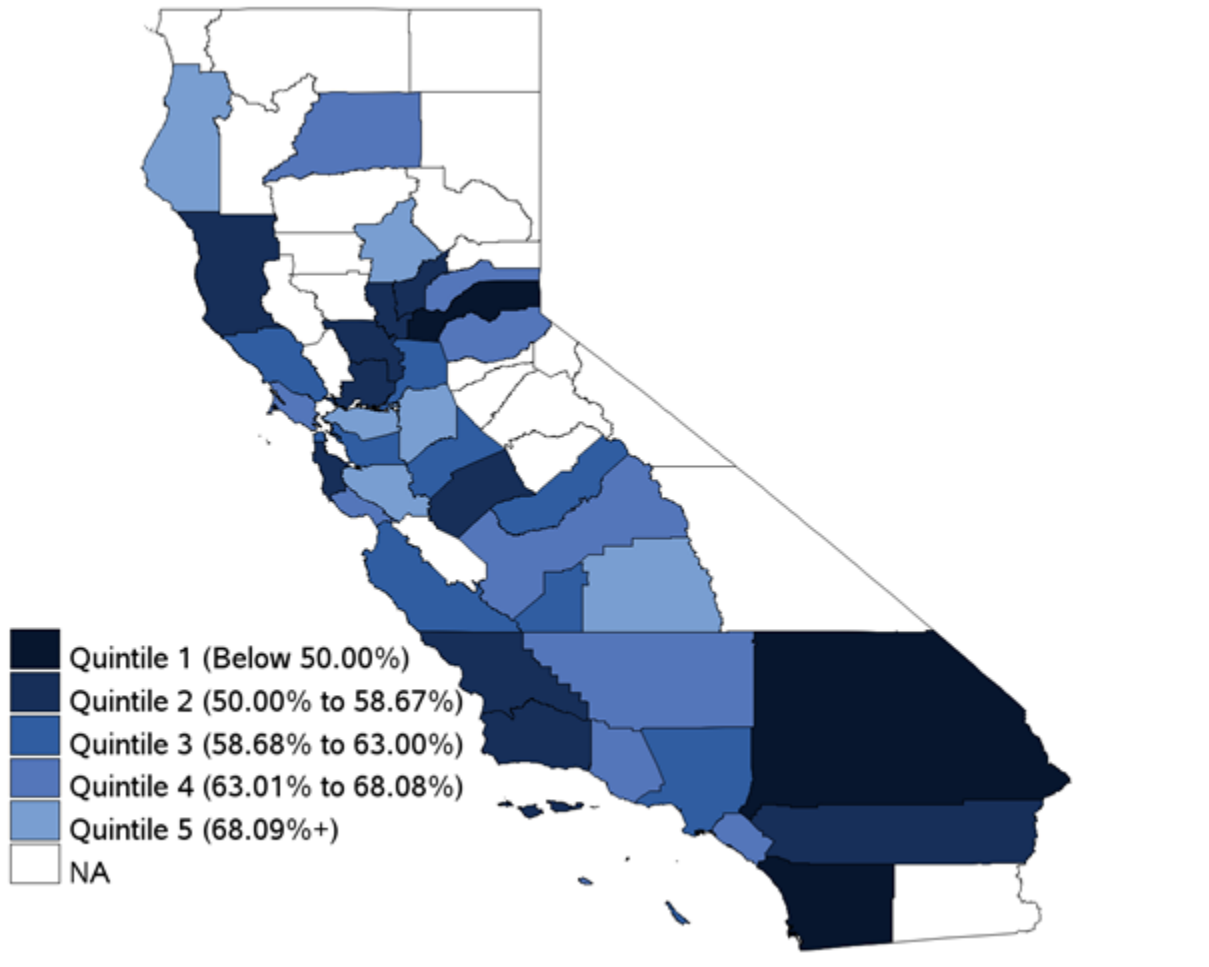 Quintile 1 (Below 50.00%)
Quintile 2 (50.00% to 58.67%)
Quintile 3 (58.68% to 63.00%)
Quintile 4 (63.01% to 68.08%)
Quintile 5 (68.09%+)
NA